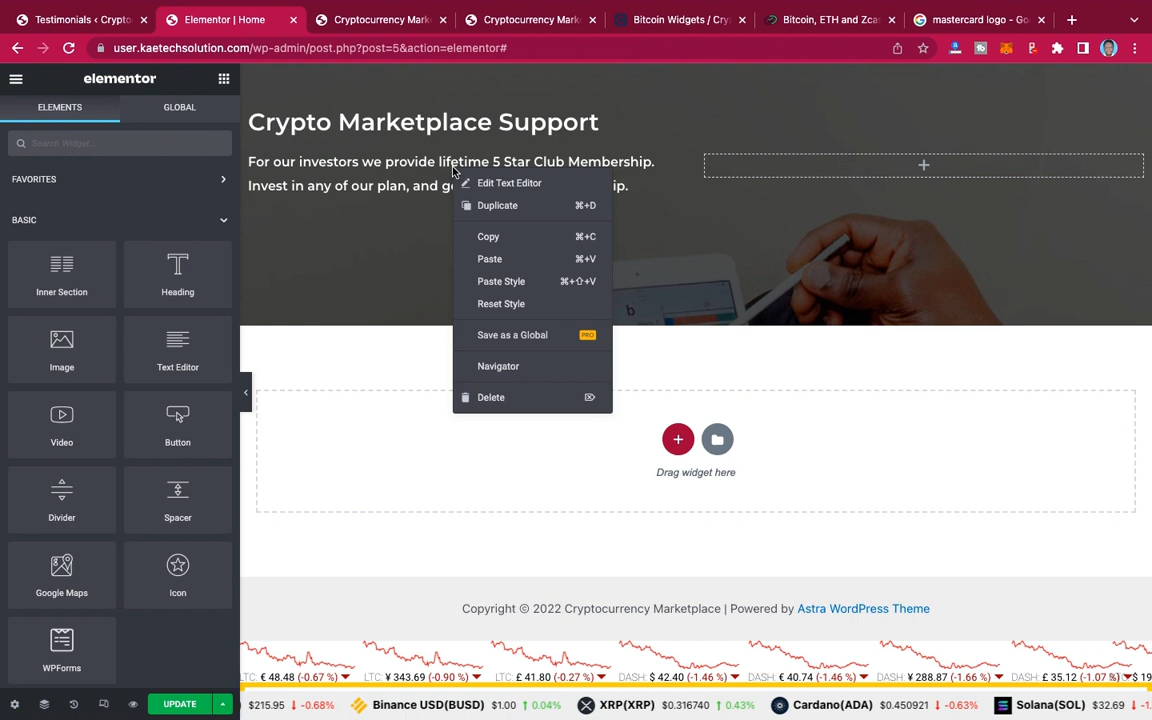 Testimonials ‹ Crypto
Elementor | Home
Cryptocurrency Mark
Cryptocurrency Mark
Bitcoin Widgets / Cry
Bitcoin, ETH and Zca
mastercard logo - Go
user.kaetechsolution.com/wp-admin/post.php?post=5&action=elementor#
elementor
ELEMENTS
GLOBAL
Search Widget...
FAVORITES
BASIC
Inner Section
Heading
Image
Text Editor
Video
Button
Divider
Spacer
Google Maps
Icon
WPForms
UPDATE
Crypto Marketplace Support
For our investors we provide lifetime 5 Star Club Membership.
Invest in any of our plan, and
Edit Text Editor
Duplicate ⌘+D
Copy ⌘+C
Paste ⌘+V
Paste Style ⌘+⇧+V
Reset Style
Save as a Global PRO
Navigator
Delete ⌦
Drag widget here
Copyright © 2022 Cryptocurrency Marketplace | Powered by Astra WordPress Theme
LTC: € 48.48 (-0.67 %)
LTC: ¥ 343.69 (-0.90 %)
LTC: £ 41.80 (-0.27 %)
DASH: $ 42.40 (-1.46 %)
DASH: € 40.74 (-1.46 %)
DASH: ¥ 288.87 (-1.66 %)
DASH: £ 35.12 (-1.07 %)
$215.95 ↓ -0.68%
Binance USD(BUSD) $1.00 ↑ 0.04%
XRP(XRP) $0.316740 ↑ 0.43%
Cardano(ADA) $0.450921 ↓ -0.63%
Solana(SOL) $32.69